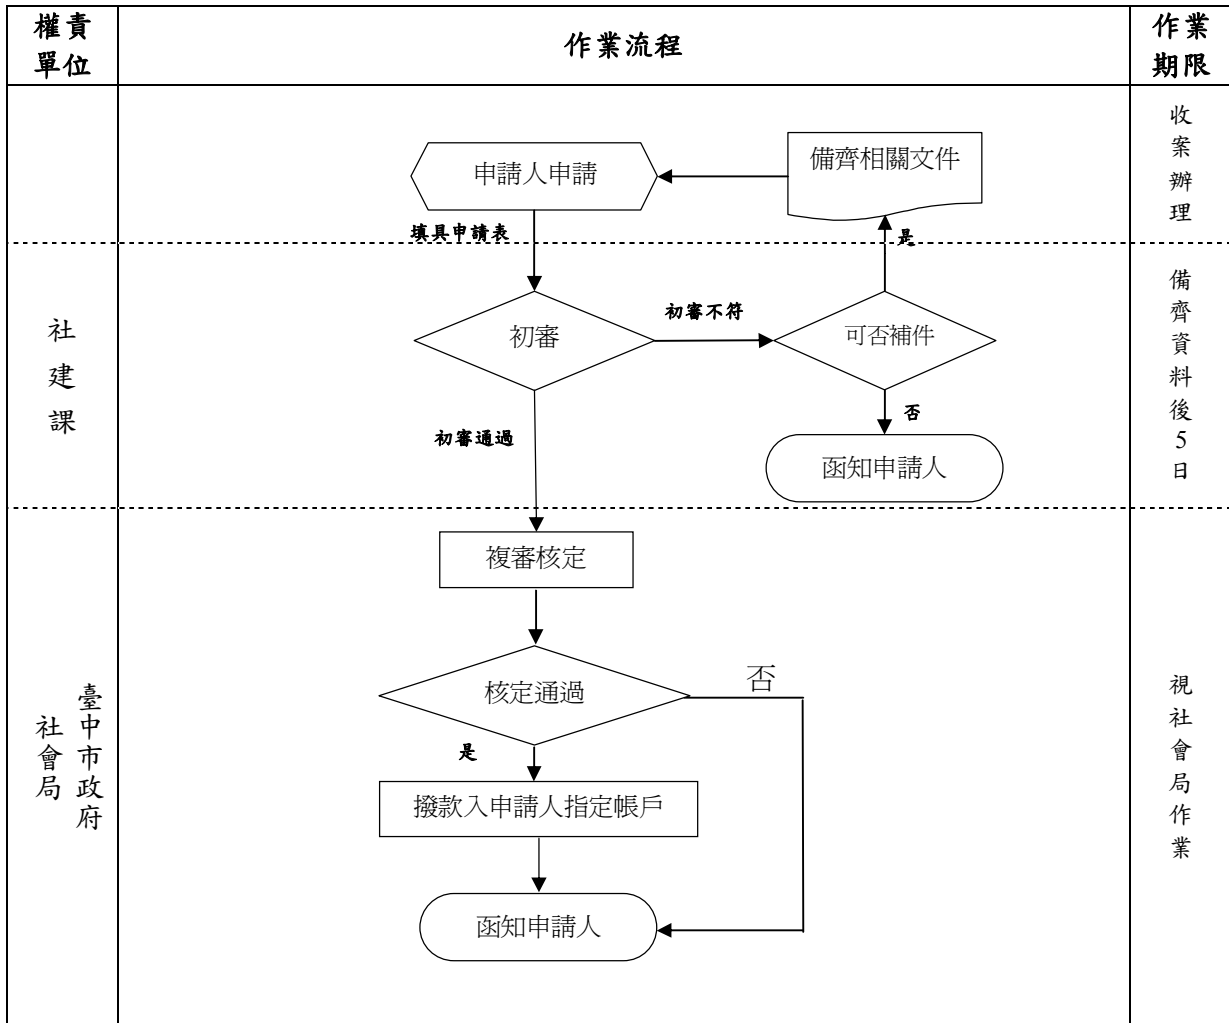 權責
單位
作業流程
作業
期限
申請人申請
備齊相關文件
收案辦理
填具申請表
是
社建課
初審
初審不符
可否補件
備齊資料後5日
初審通過
否
函知申請人
複審核定
臺中市政府
社會局
核定通過
否
視社會局作業
是
撥款入申請人指定帳戶
函知申請人